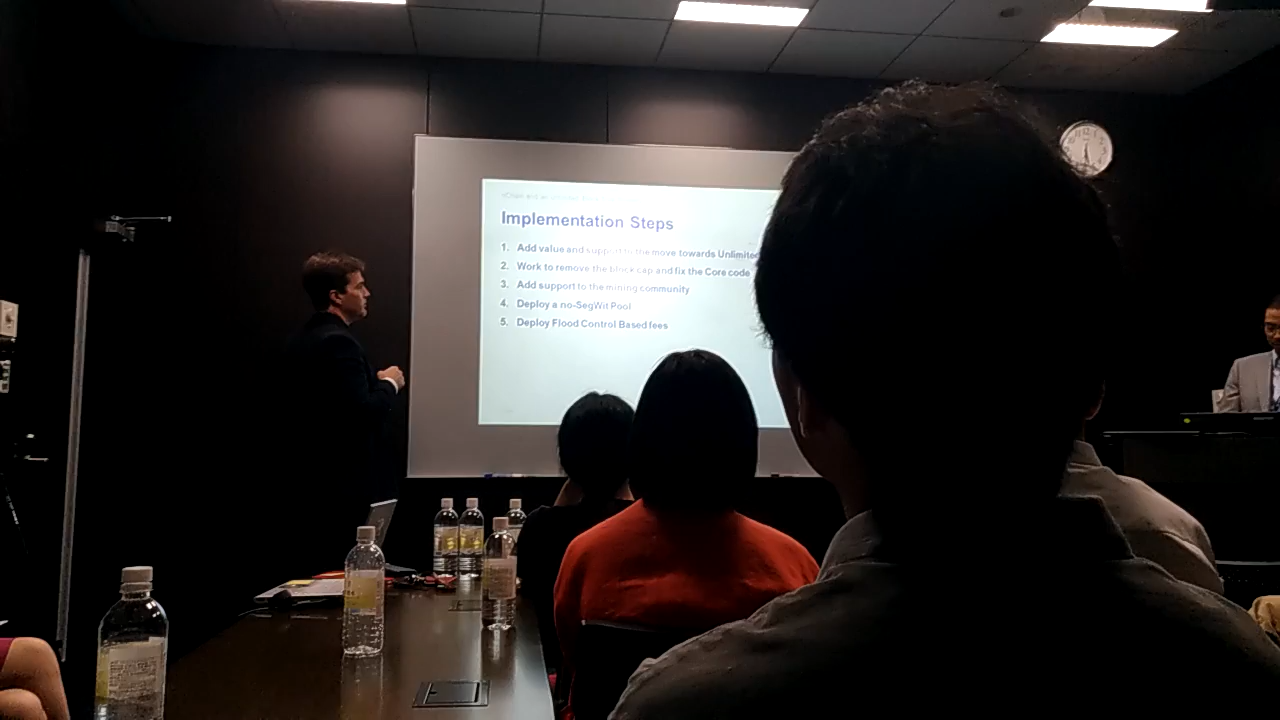 Implementation Steps
1. Add value and support to the move towards Unlimited
2. Work to remove the block cap and fix the Core code
3. Add support to the mining community
4. Deploy a no-SegWit Pool
5. Deploy Flood Control Based fees